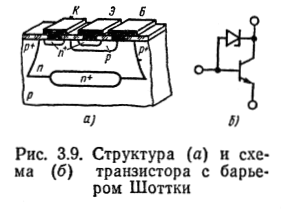 К Э Б
p+ n+ p p+
n
n+
p
а) б)
Рис. 3.9. Структура (а) и схе-
ма (б) транзистора с барье-
ром Шоттки